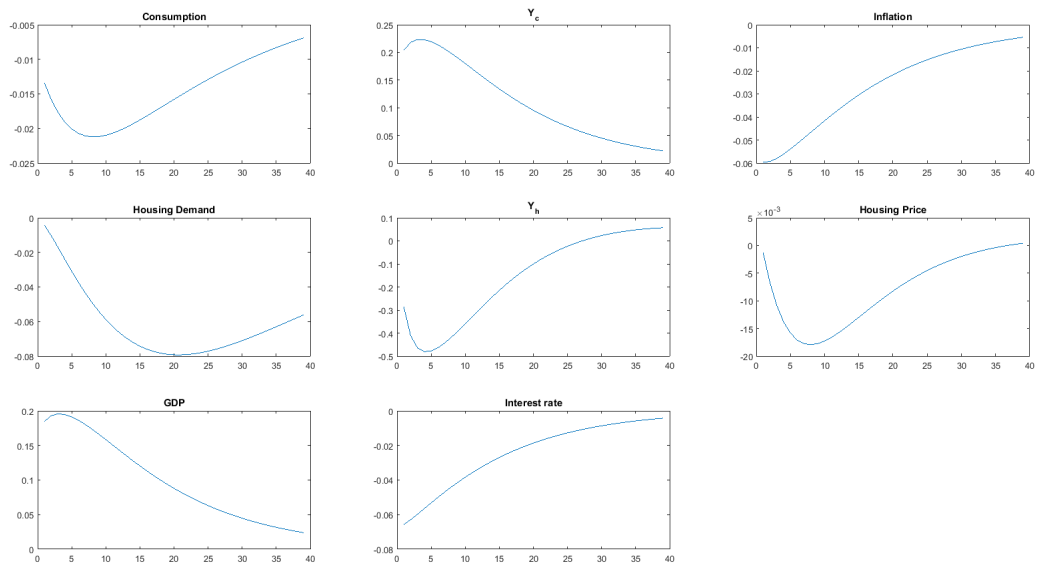 Consumption
-0.005
-0.01
-0.015
-0.02
-0.025
0 5 10 15 20 25 30 35 40
Y_c
0.25
0.2
0.15
0.1
0.05
0
0 5 10 15 20 25 30 35 40
Inflation
0
-0.01
-0.02
-0.03
-0.04
-0.05
-0.06
0 5 10 15 20 25 30 35 40
Housing Demand
0
-0.02
-0.04
-0.06
-0.08
0 5 10 15 20 25 30 35 40
Y_h
0.1
0
-0.1
-0.2
-0.3
-0.4
-0.5
0 5 10 15 20 25 30 35 40
Housing Price
×10⁻³
5
0
-5
-10
-15
-20
0 5 10 15 20 25 30 35 40
GDP
0.2
0.15
0.1
0.05
0
0 5 10 15 20 25 30 35 40
Interest rate
0
-0.02
-0.04
-0.06
-0.08
0 5 10 15 20 25 30 35 40